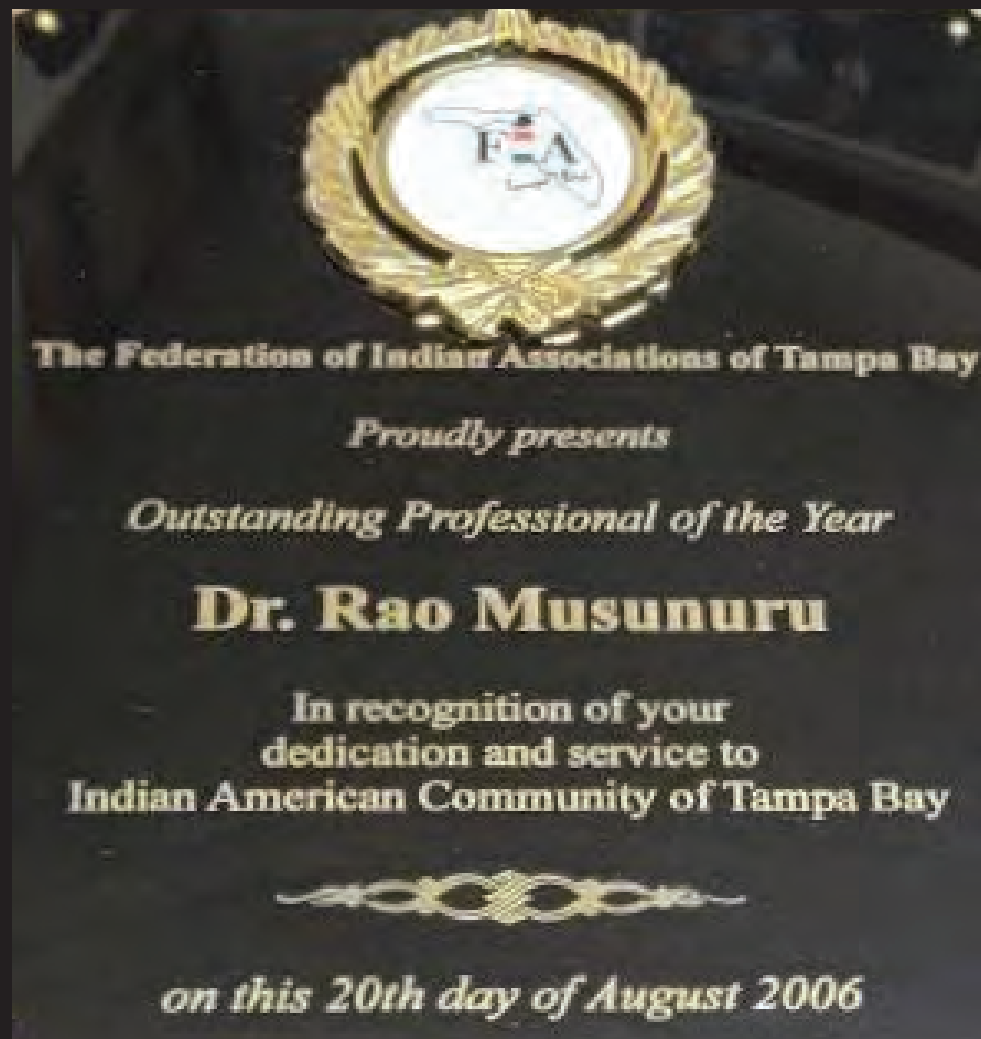 FIA
The Federation of Indian Associations of Tampa Bay
Proudly presents
Outstanding Professional of the Year
Dr. Rao Musunuru
In recognition of your
dedication and service to
Indian American Community of Tampa Bay
on this 20th day of August 2006